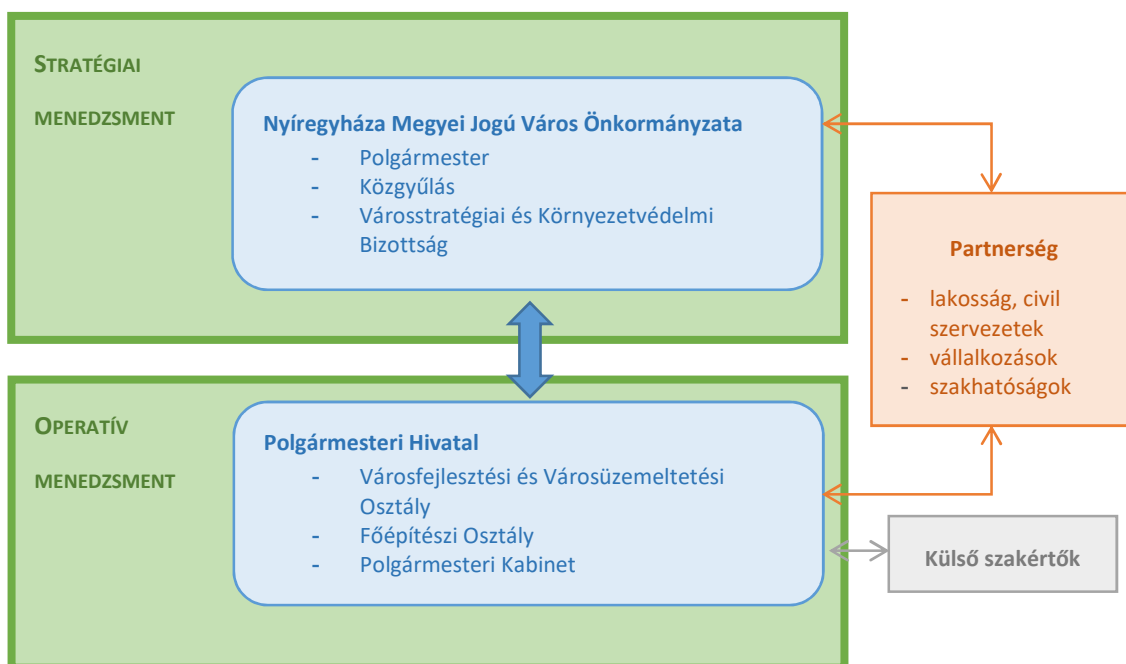 STRATÉGIAI
MENEDZSMENT
Nyíregyháza Megyei Jogú Város Önkormányzata
- Polgármester
- Közgyűlás
- Városstratégiai és Környezetvédelmi
Bizottság
Partnerség
- lakosság, civil
szervezetek
- vállalkozások
- szakhatóságok
OPERATÍV
MENEDZSMENT
Polgármesteri Hivatal
- Városfejlesztési és Városüzemeltetési
Osztály
- Főépítészi Osztály
- Polgármesteri Kabinet
Külső szakértők